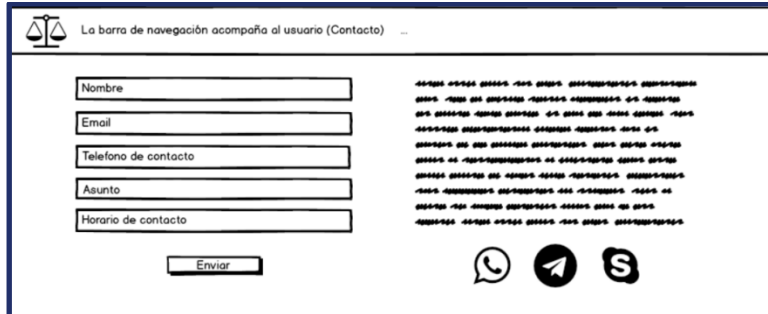 La barra de navegación acompaña al usuario (Contacto) ...
Nombre
Email
Telefono de contacto
Asunto
Horario de contacto
Enviar